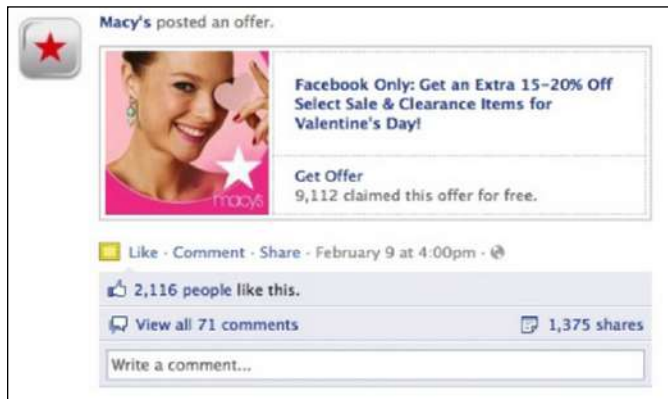 Macy's posted an offer.
Facebook Only: Get an Extra 15-20% Off
Select Sale & Clearance Items for
Valentine's Day!
Get Offer
9,112 claimed this offer for free.
macy's
Like · Comment · Share · February 9 at 4:00pm ·
2,116 people like this.
View all 71 comments
1,375 shares
Write a comment...